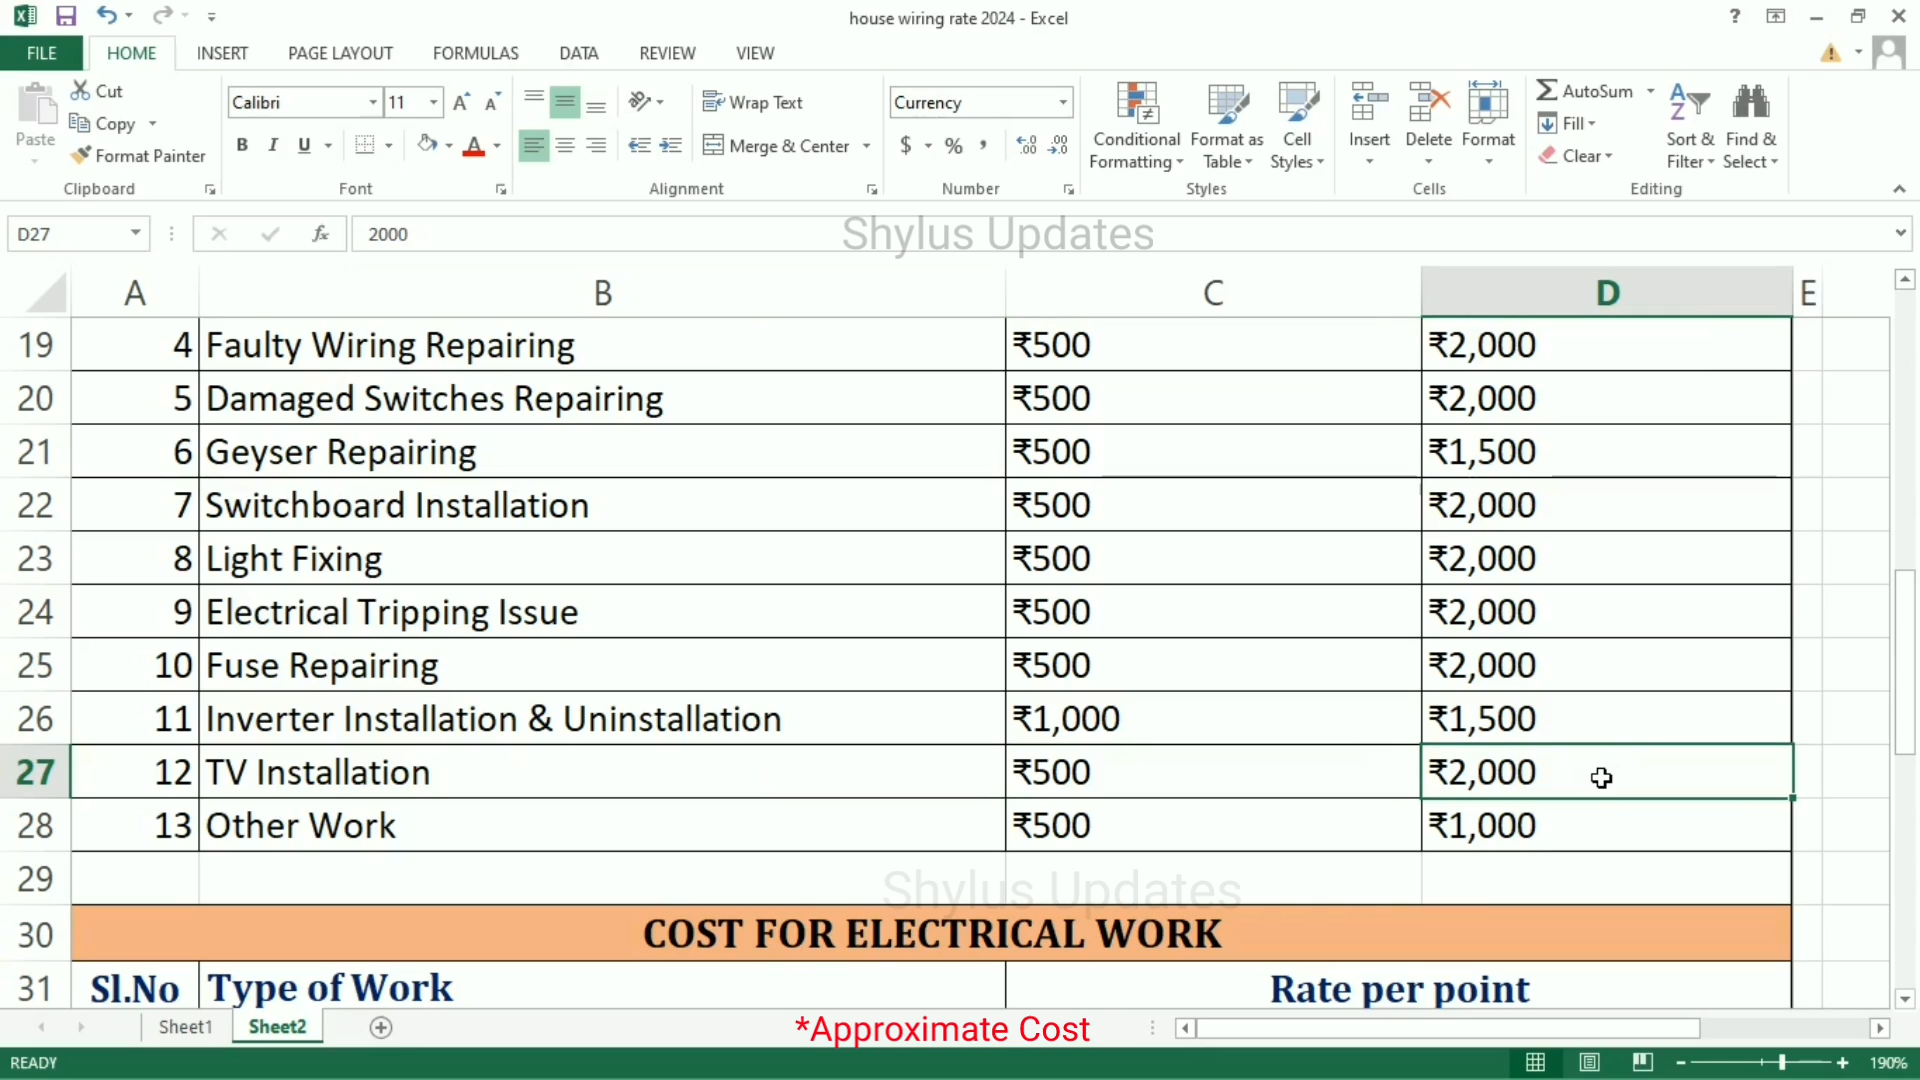 house wiring rate 2024 - Excel
?
FILE HOME INSERT PAGE LAYOUT FORMULAS DATA REVIEW VIEW
Paste
Cut
Copy
Format Painter
Clipboard
Calibri 11
B I U
Font
Wrap Text
Merge & Center
Alignment
Currency
$ % ,
Number
Conditional Formatting
Format as Table
Cell Styles
Styles
Insert Delete Format
Cells
AutoSum
Fill
Clear
Sort & Filter
Find & Select
Editing
D27 fx 2000
Shylus Updates
A B C D E
19 4 Faulty Wiring Repairing ₹500 ₹2,000
20 5 Damaged Switches Repairing ₹500 ₹2,000
21 6 Geyser Repairing ₹500 ₹1,500
22 7 Switchboard Installation ₹500 ₹2,000
23 8 Light Fixing ₹500 ₹2,000
24 9 Electrical Tripping Issue ₹500 ₹2,000
25 10 Fuse Repairing ₹500 ₹2,000
26 11 Inverter Installation & Uninstallation ₹1,000 ₹1,500
27 12 TV Installation ₹500 ₹2,000
28 13 Other Work ₹500 ₹1,000
29
Shylus Updates
30 COST FOR ELECTRICAL WORK
31 Sl.No Type of Work Rate per point
Sheet1 Sheet2
*Approximate Cost
READY
190%